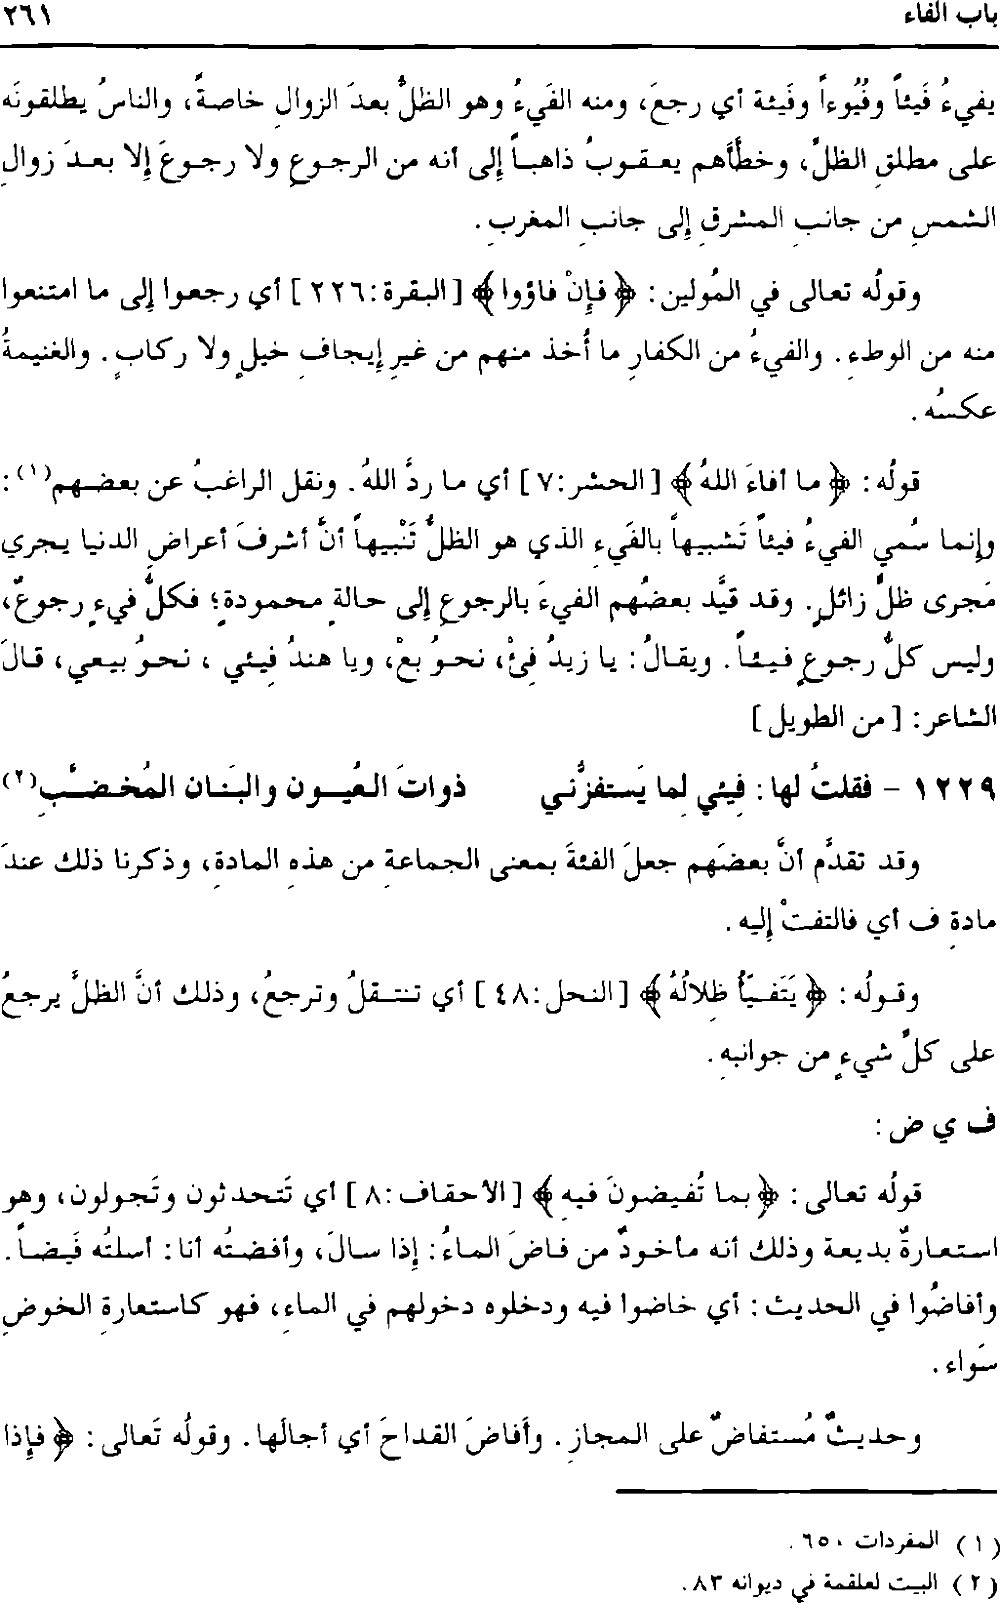 باب الفاء ٢٦١
يفيءُ فَيئاً وفُيُوءاً وفَيئة أي رجعَ، ومنه الفَيءُ وهو الظلُّ بعدَ الزوالِ خاصةً، والناسُ يطلقونَه
على مطلقِ الظلِّ، وخطَّأهم يعقوبُ ذاهباً إلى أنه من الرجوعِ ولا رجوعَ إلا بعدَ زوالِ
الشمسِ من جانبِ المشرقِ إلى جانبِ المغربِ.
وقولُه تعالى في المُولين: ﴿فإِنْ فاؤوا﴾ [البقرة:٢٢٦] أي رجعوا إلى ما امتنعوا
منه من الوطءِ. والفيءُ من الكفارِ ما أُخذ منهم من غيرِ إيجافِ خيلٍ ولا ركابٍ. والغنيمةُ
عكسُه.
قولُه: ﴿ما أفاءَ اللهُ﴾ [الحشر:٧] أي ما ردَّ اللهُ. ونقل الراغبُ عن بعضهم(١):
وإنما سُمي الفيءُ فيئاً تَشبيهاً بالفَيءِ الذي هو الظلُّ تَنْبيهاً أنَّ أشرفَ أعراضِ الدنيا يجري
مَجرى ظلٍّ زائلٍ. وقد قيَّد بعضُهم الفيءَ بالرجوعِ إلى حالةٍ محمودةٍ؛ فكلُّ فيءٍ رجوعٌ،
وليس كلُّ رجوعٍ فيئاً. ويقالُ: يا زيدُ فِئْ، نحوُ بعْ، ويا هندُ فِيئي، نحوُ بيعي، قالَ
الشاعر: [من الطويل]
١٢٢٩ - فقلتُ لها: فِيئي لِما يَستفزُّني ذواتَ العُيون والبَنان المُخضَّبِ(٢)
وقد تقدَّم أنَّ بعضَهم جعلَ الفئةَ بمعنى الجماعةِ من هذهِ المادةِ، وذكرنا ذلك عندَ
مادةِ ف أي فالتفتْ إليه.
وقولُه: ﴿يَتَفيَّأُ ظِلالُهُ﴾ [النحل:٤٨] أي تنتقلُ وترجعُ، وذلك أنَّ الظلَّ يرجعُ
على كلِّ شيءٍ من جوانبهِ.
ف ي ض:
قولُه تعالى: ﴿بما تُفيضونَ فيهِ﴾ [الأحقاف:٨] أي تَتحدثون وتَجولون، وهو
استعارةٌ بديعة وذلك أنه مأخوذٌ من فاضَ الماءُ: إذا سالَ، وأفضتُه أنا: أسلتُه فَيضاً.
وأفاضُوا في الحديث: أي خاضوا فيه ودخلوه دخولهم في الماءِ، فهو كاستعارةِ الخوضِ
سَواء.
وحديثٌ مُستفاضٌ على المجازِ. وأَفاضَ القداحَ أي أجالَها. وقولُه تَعالى: ﴿فإذا
(١) المفردات ٦٥٠.
(٢) البيت لعلقمة في ديوانه ٨٣.